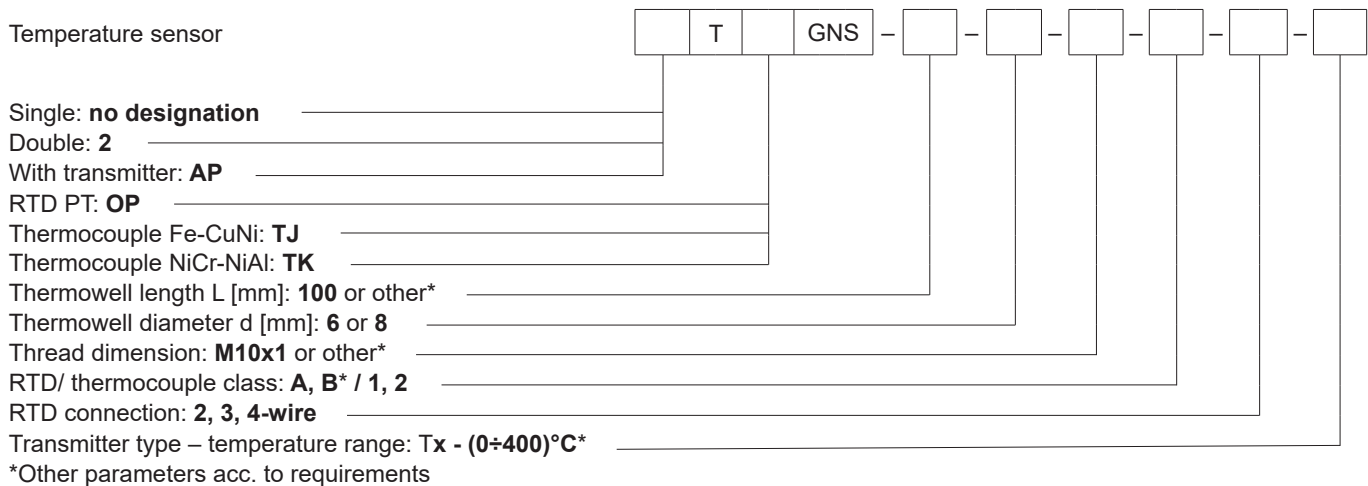 Temperature sensor T GNS – – – – – –
Single: no designation
Double: 2
With transmitter: AP
RTD PT: OP
Thermocouple Fe-CuNi: TJ
Thermocouple NiCr-NiAl: TK
Thermowell length L [mm]: 100 or other*
Thermowell diameter d [mm]: 6 or 8
Thread dimension: M10x1 or other*
RTD/ thermocouple class: A, B* / 1, 2
RTD connection: 2, 3, 4-wire
Transmitter type – temperature range: Tx - (0÷400)°C*
*Other parameters acc. to requirements